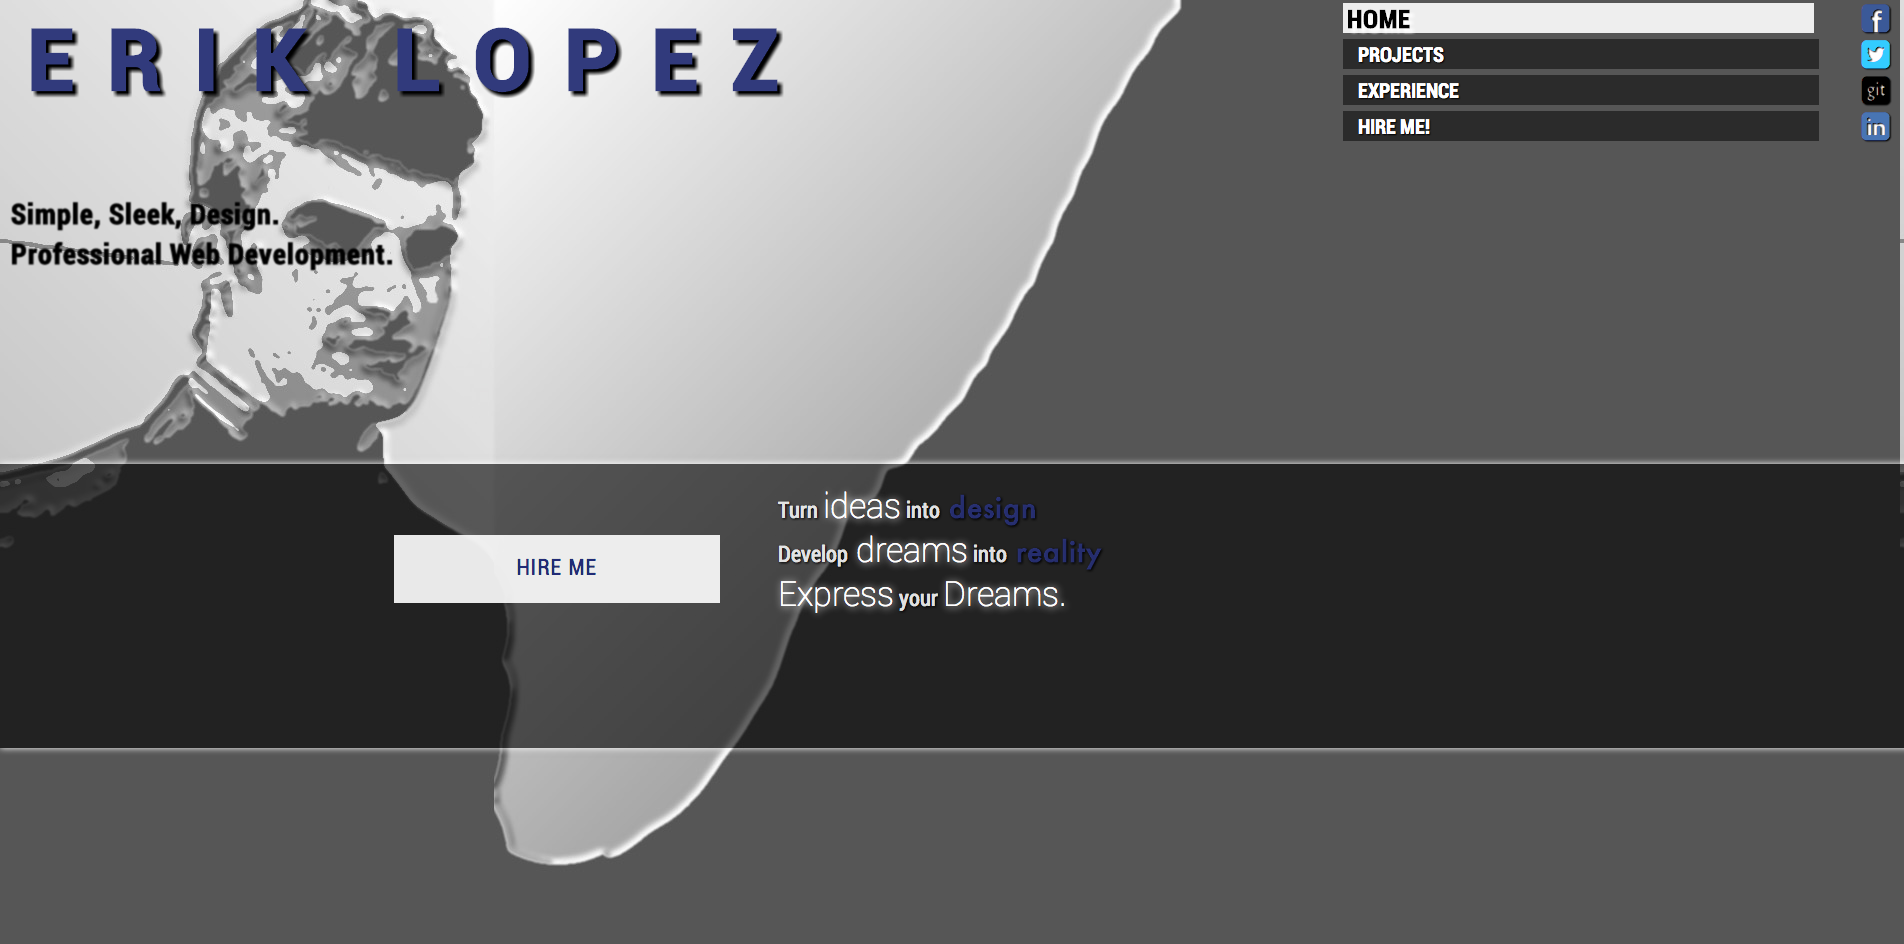 ERIK LOPEZ
HOME
PROJECTS
EXPERIENCE
HIRE ME!
f
git
in
Simple, Sleek, Design.
Professional Web Development.
HIRE ME
Turn ideas into design
Develop dreams into reality
Express your Dreams.